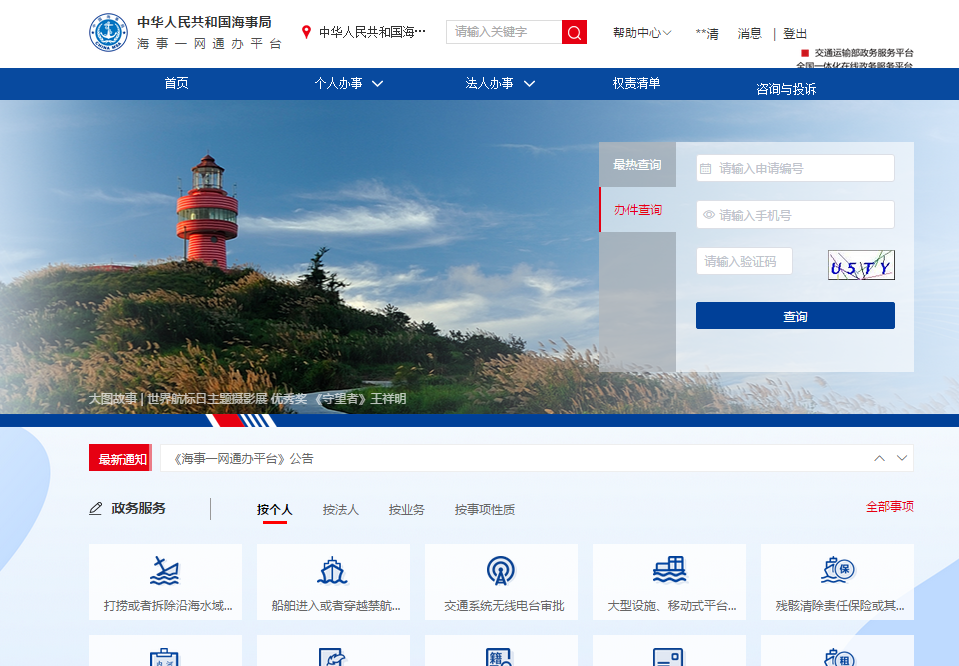 中华人民共和国海事局
海事一网通办平台
中华人民共和国海…
请输入关键字
帮助中心
**清
消息
|
登出
交通运输部政务服务平台
全国一体化在线政务服务平台
首页
个人办事
法人办事
权责清单
咨询与投诉
最热查询
办件查询
请输入申请编号
请输入手机号
请输入验证码
USTY
查询
大图故事 | 世界航标日主题摄影展 优秀奖 《守望者》王祥明
最新通知
《海事一网通办平台》公告
政务服务
按个人
按法人
按业务
按事项性质
全部事项
打捞或者拆除沿海水域...
船舶进入或者穿越禁航...
交通系统无线电台审批
大型设施、移动式平台...
保
残骸清除责任保险或其...
籍
租